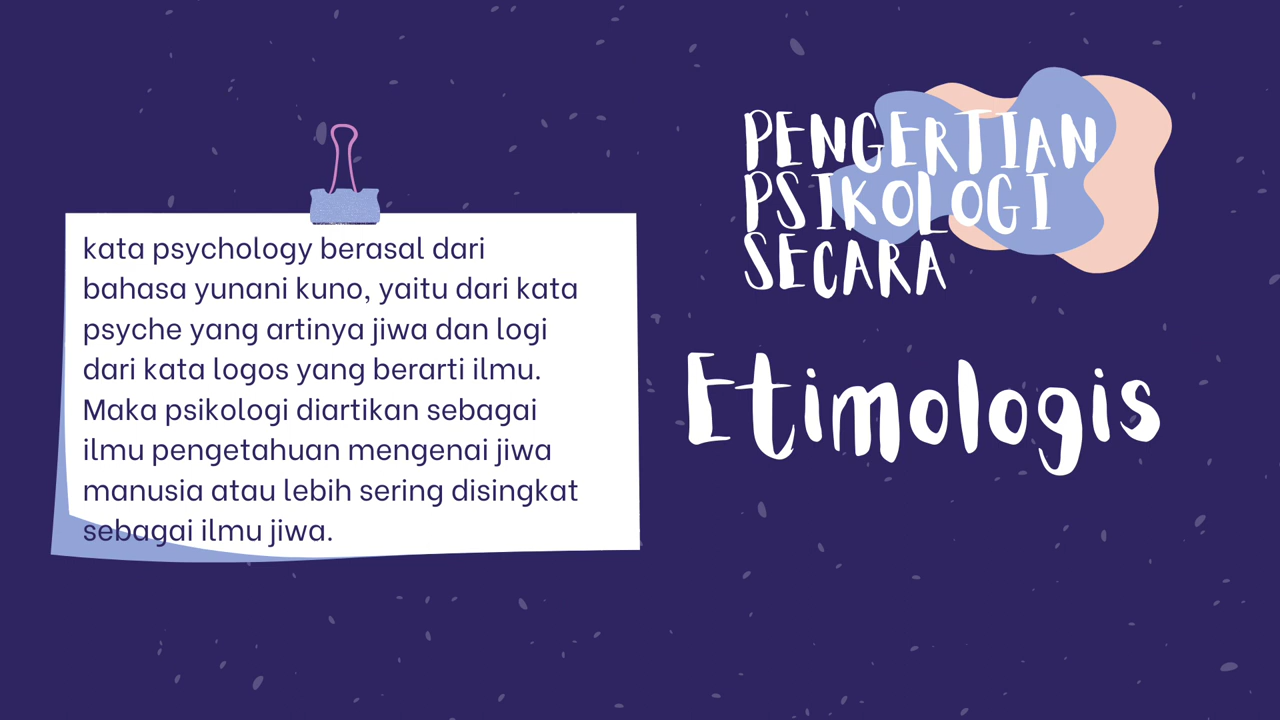 PENGERTIAN
PSIKOLOGI
SECARA
Etimologis
kata psychology berasal dari
bahasa yunani kuno, yaitu dari kata
psyche yang artinya jiwa dan logi
dari kata logos yang berarti ilmu.
Maka psikologi diartikan sebagai
ilmu pengetahuan mengenai jiwa
manusia atau lebih sering disingkat
sebagai ilmu jiwa.